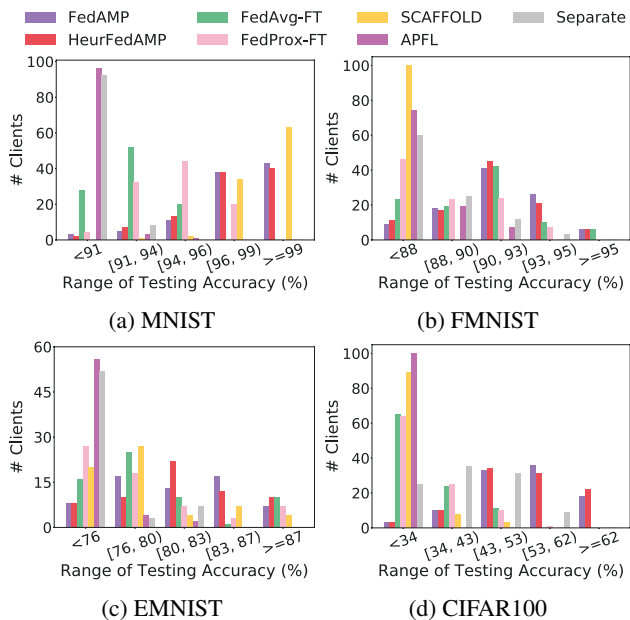 FedAMP FedAvg-FT SCAFFOLD Separate
HeurFedAMP FedProx-FT APFL
100
80
60
40
20
0
# Clients
<91 [91, 94) [94, 96) [96, 99) >=99
Range of Testing Accuracy (%)
(a) MNIST
100
80
60
40
20
0
# Clients
<88 [88, 90) [90, 93) [93, 95) >=95
Range of Testing Accuracy (%)
(b) FMNIST
60
45
30
15
0
# Clients
<76 [76, 80) [80, 83) [83, 87) >=87
Range of Testing Accuracy (%)
(c) EMNIST
100
80
60
40
20
0
# Clients
<34 [34, 43) [43, 53) [53, 62) >=62
Range of Testing Accuracy (%)
(d) CIFAR100